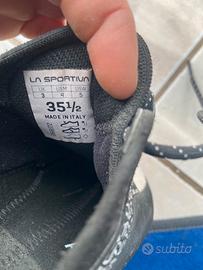 LA SPORTIVA
UK USM USW
3 4 5
35½
MADE IN ITALY
subito